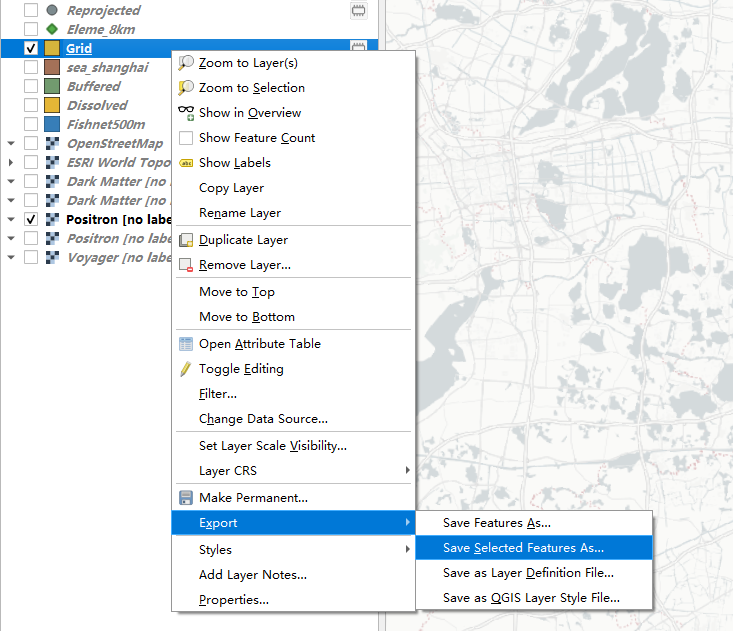 Reprojected
Eleme_8km
Grid
sea_shanghai
Buffered
Dissolved
Fishnet500m
OpenStreetMap
ESRI World Topo
Dark Matter [no
Dark Matter [no
Positron [no labe
Positron [no labe
Voyager [no labe
Zoom to Layer(s)
Zoom to Selection
Show in Overview
Show Feature Count
abc Show Labels
Copy Layer
Rename Layer
Duplicate Layer
Remove Layer...
Move to Top
Move to Bottom
Open Attribute Table
Toggle Editing
Filter...
Change Data Source...
Set Layer Scale Visibility...
Layer CRS
Make Permanent...
Export
Styles
Add Layer Notes...
Properties...
Save Features As...
Save Selected Features As...
Save as Layer Definition File...
Save as QGIS Layer Style File...